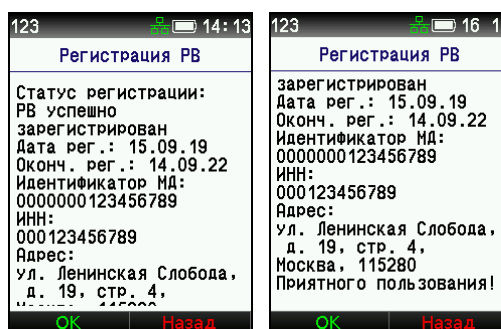 123 14:13
Регистрация РВ
Статус регистрации:
РВ успешно
зарегистрирован
Дата рег.: 15.09.19
Оконч. рег.: 14.09.22
Идентификатор МД:
0000000123456789
ИНН:
000123456789
Адрес:
ул. Ленинская Слобода,
д. 19, стр. 4,
OK Назад
123 16 1
Регистрация РВ
зарегистрирован
Дата рег.: 15.09.19
Оконч. рег.: 14.09.22
Идентификатор МД:
0000000123456789
ИНН:
000123456789
Адрес:
ул. Ленинская Слобода,
д. 19, стр. 4,
Москва, 115280
Приятного пользования!
OK Назад